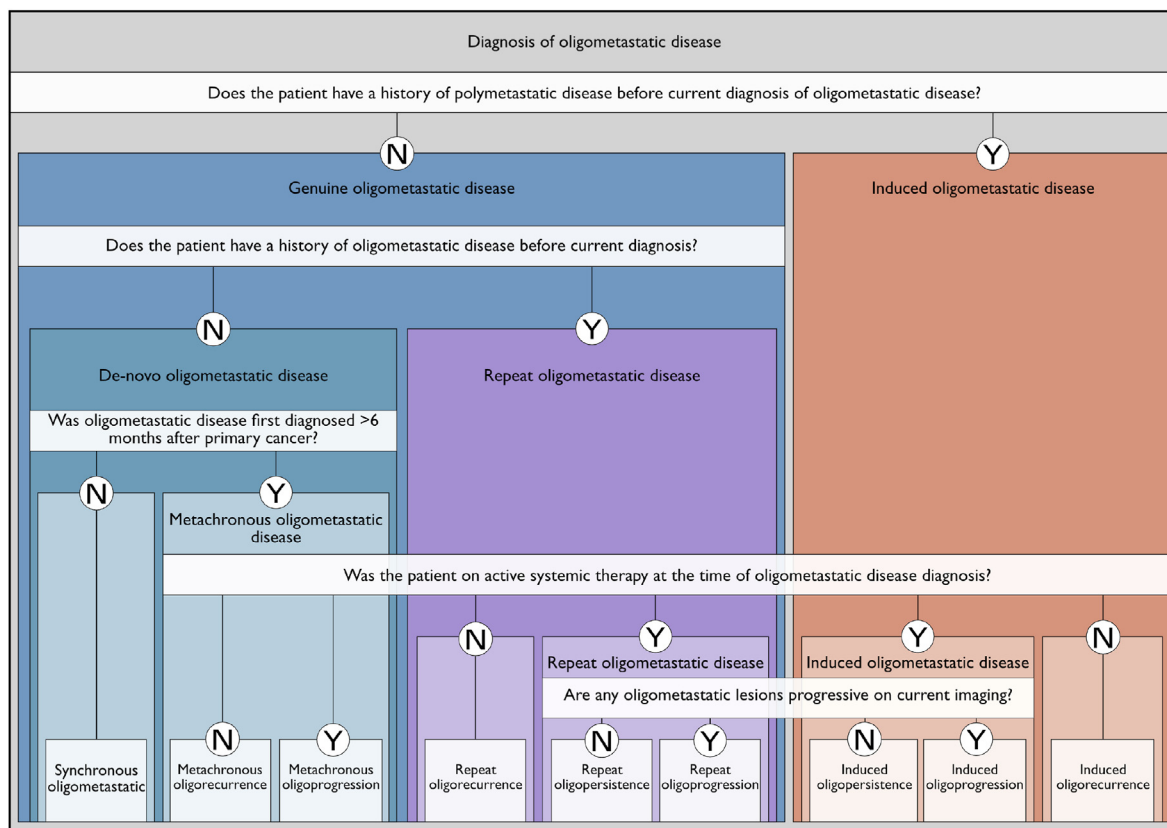 Diagnosis of oligometastatic disease
Does the patient have a history of polymetastatic disease before current diagnosis of oligometastatic disease?
N
Y
Genuine oligometastatic disease
Induced oligometastatic disease
Does the patient have a history of oligometastatic disease before current diagnosis?
N
Y
De-novo oligometastatic disease
Repeat oligometastatic disease
Was oligometastatic disease first diagnosed >6
months after primary cancer?
N
Y
Metachronous oligometastatic
disease
Was the patient on active systemic therapy at the time of oligometastatic disease diagnosis?
N
Y
Y
N
Repeat oligometastatic disease
Induced oligometastatic disease
Are any oligometastatic lesions progressive on current imaging?
N
Y
N
Y
N
Y
Synchronous
oligometastatic
Metachronous
oligorecurrence
Metachronous
oligoprogression
Repeat
oligorecurrence
Repeat
oligopersistence
Repeat
oligoprogression
Induced
oligopersistence
Induced
oligoprogression
Induced
oligorecurrence